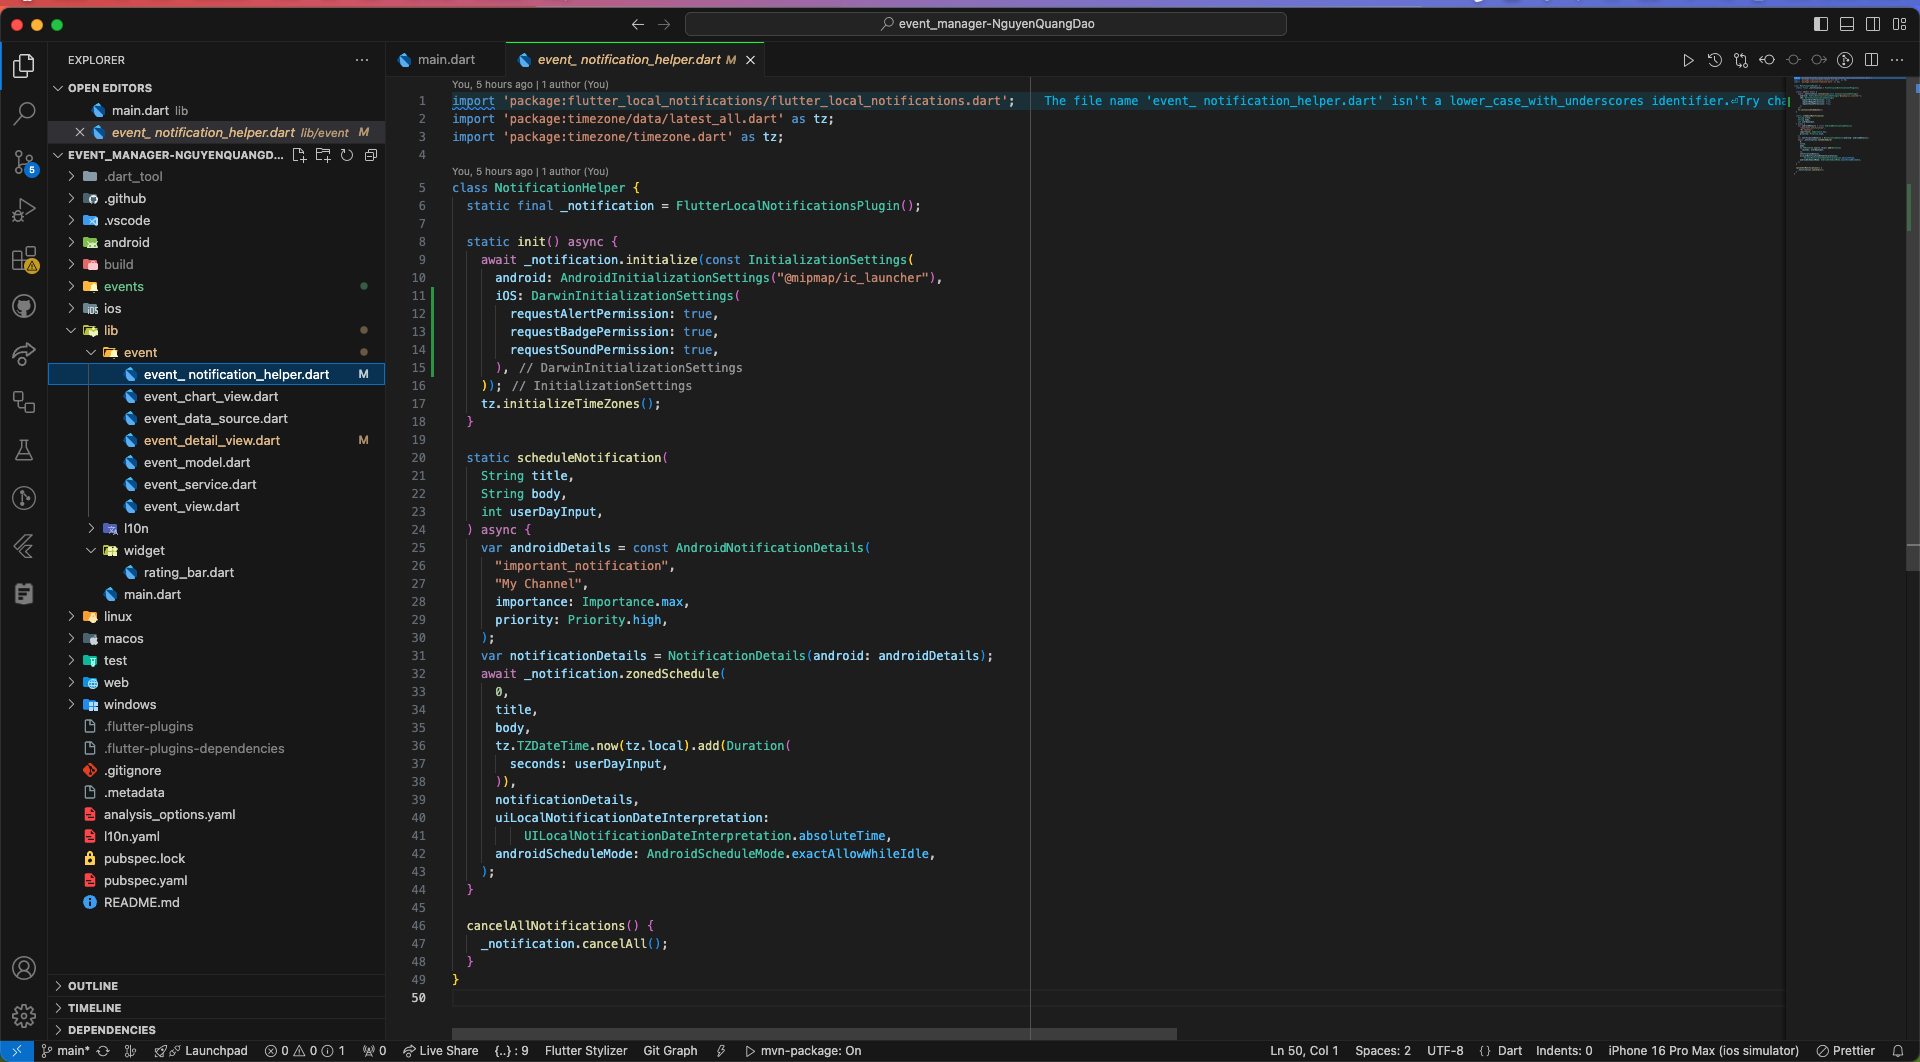 event_manager-NguyenQuangDao
EXPLORER
OPEN EDITORS
main.dart lib
event_ notification_helper.dart lib/event M
EVENT_MANAGER-NGUYENQUANGD...
.dart_tool
.github
.vscode
android
build
events
ios
lib
event
event_ notification_helper.dart M
event_chart_view.dart
event_data_source.dart
event_detail_view.dart M
event_model.dart
event_service.dart
event_view.dart
l10n
widget
rating_bar.dart
main.dart
linux
macos
test
web
windows
.flutter-plugins
.flutter-plugins-dependencies
.gitignore
.metadata
analysis_options.yaml
l10n.yaml
pubspec.lock
pubspec.yaml
README.md
OUTLINE
TIMELINE
DEPENDENCIES
5
main.dart
event_ notification_helper.dart M
You, 5 hours ago | 1 author (You)
1 import 'package:flutter_local_notifications/flutter_local_notifications.dart'; The file name 'event_ notification_helper.dart' isn't a lower_case_with_underscores identifier.⏎Try cha
2 import 'package:timezone/data/latest_all.dart' as tz;
3 import 'package:timezone/timezone.dart' as tz;
4
You, 5 hours ago | 1 author (You)
5 class NotificationHelper {
6 static final _notification = FlutterLocalNotificationsPlugin();
7
8 static init() async {
9 await _notification.initialize(const InitializationSettings(
10 android: AndroidInitializationSettings("@mipmap/ic_launcher"),
11 iOS: DarwinInitializationSettings(
12 requestAlertPermission: true,
13 requestBadgePermission: true,
14 requestSoundPermission: true,
15 ), // DarwinInitializationSettings
16 )); // InitializationSettings
17 tz.initializeTimeZones();
18 }
19
20 static scheduleNotification(
21 String title,
22 String body,
23 int userDayInput,
24 ) async {
25 var androidDetails = const AndroidNotificationDetails(
26 "important_notification",
27 "My Channel",
28 importance: Importance.max,
29 priority: Priority.high,
30 );
31 var notificationDetails = NotificationDetails(android: androidDetails);
32 await _notification.zonedSchedule(
33 0,
34 title,
35 body,
36 tz.TZDateTime.now(tz.local).add(Duration(
37 seconds: userDayInput,
38 )),
39 notificationDetails,
40 uiLocalNotificationDateInterpretation:
41 UILocalNotificationDateInterpretation.absoluteTime,
42 androidScheduleMode: AndroidScheduleMode.exactAllowWhileIdle,
43 );
44 }
45
46 cancelAllNotifications() {
47 _notification.cancelAll();
48 }
49 }
50
main* Launchpad 0 0 1 0 Live Share {..} : 9 Flutter Stylizer Git Graph mvn-package: On Ln 50, Col 1 Spaces: 2 UTF-8 {} Dart Indents: 0 iPhone 16 Pro Max (ios simulator) Prettier